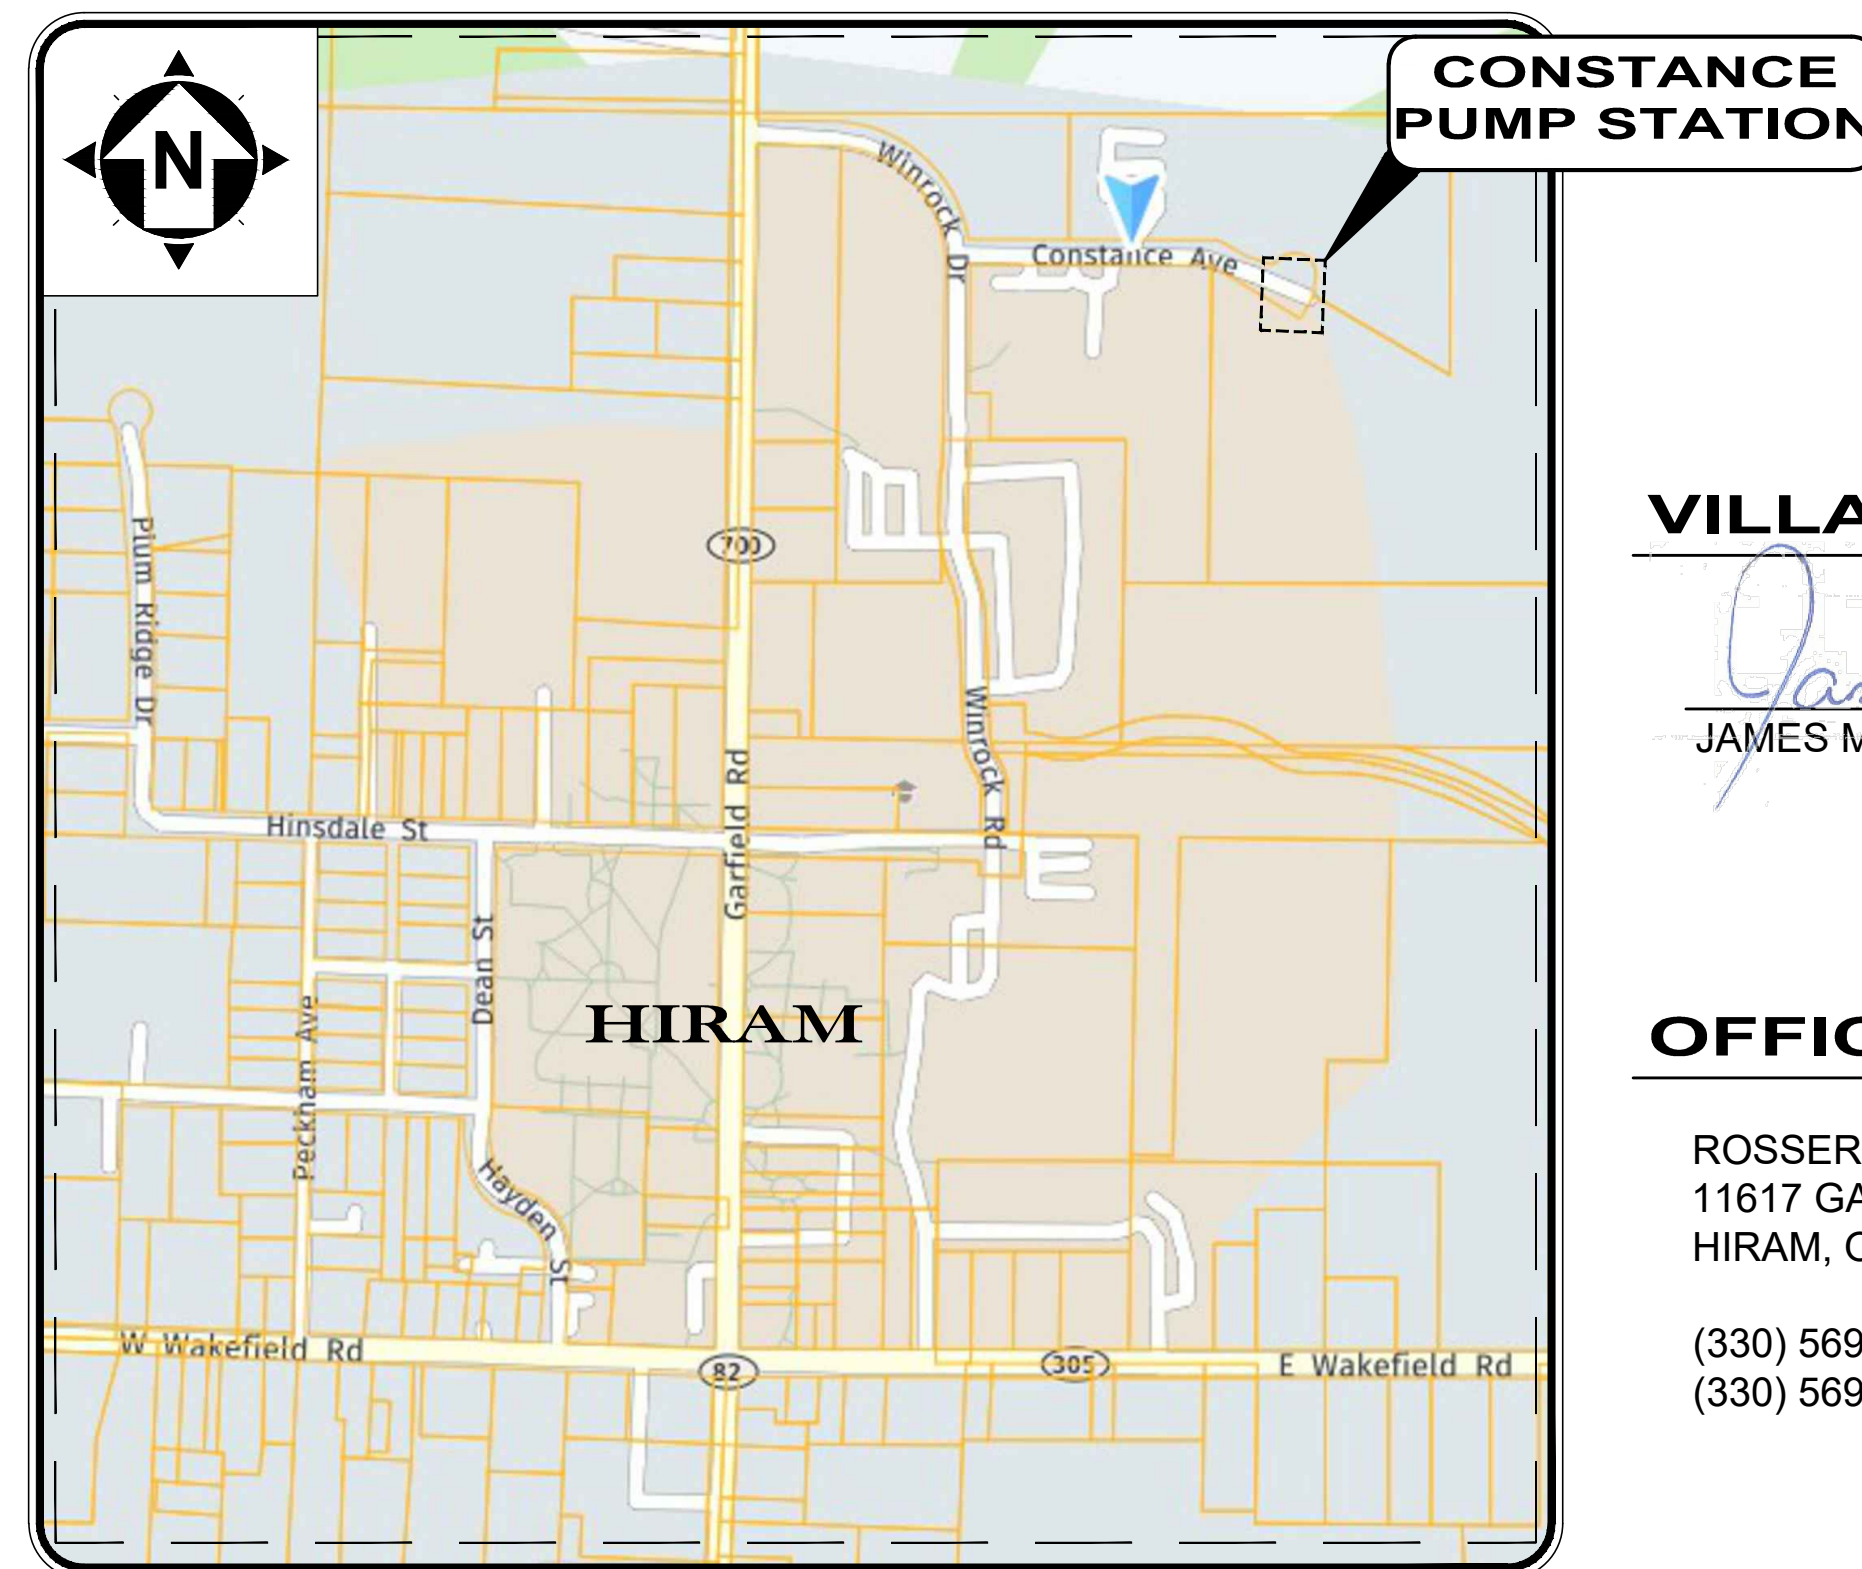 N
CONSTANCE
PUMP STATION
Winrock Dr
Constance Ave
700
Plum Ridge Dr
Winrock Rd
Hinsdale St
Garfield Rd
Dean St
HIRAM
Peckham Ave
Hayden St
W Wakefield Rd
82
305
E Wakefield Rd
VILLA
JAMES M
OFFIC
ROSSER
11617 GA
HIRAM, O
(330) 569
(330) 569